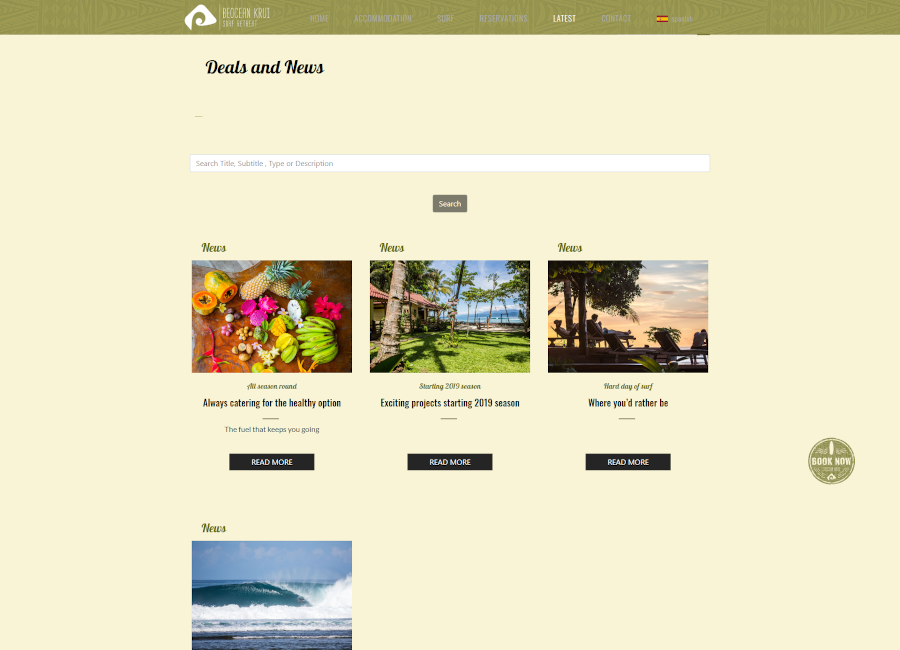 BEOCEAN KRUI
SURF RETREAT
HOME
ACCOMMODATION
SURF
RESERVATIONS
LATEST
CONTACT
Deals and News
Search Title, Subtitle , Type or Description
Search
News
News
News
All season round
Starting 2019 season
Hard day of surf
Always catering for the healthy option
Exciting projects starting 2019 season
Where you'd rather be
The fuel that keeps you going
READ MORE
READ MORE
READ MORE
BOOK NOW
News